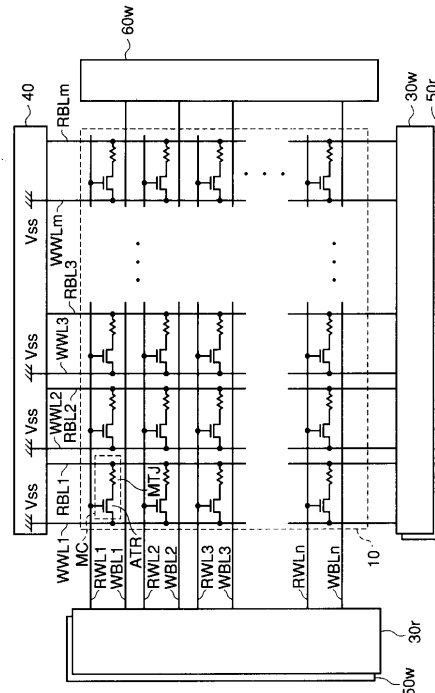 40
60w
30w
50r
Vss
WWL1
RBL1
Vss
WWL2
RBL2
Vss
WWL3
RBL3
Vss
WWLm
RBLm
MC
ATR
MTJ
RWL1
WBL1
RWL2
WBL2
RWL3
WBL3
RWLn
WBLn
10
30r
50w